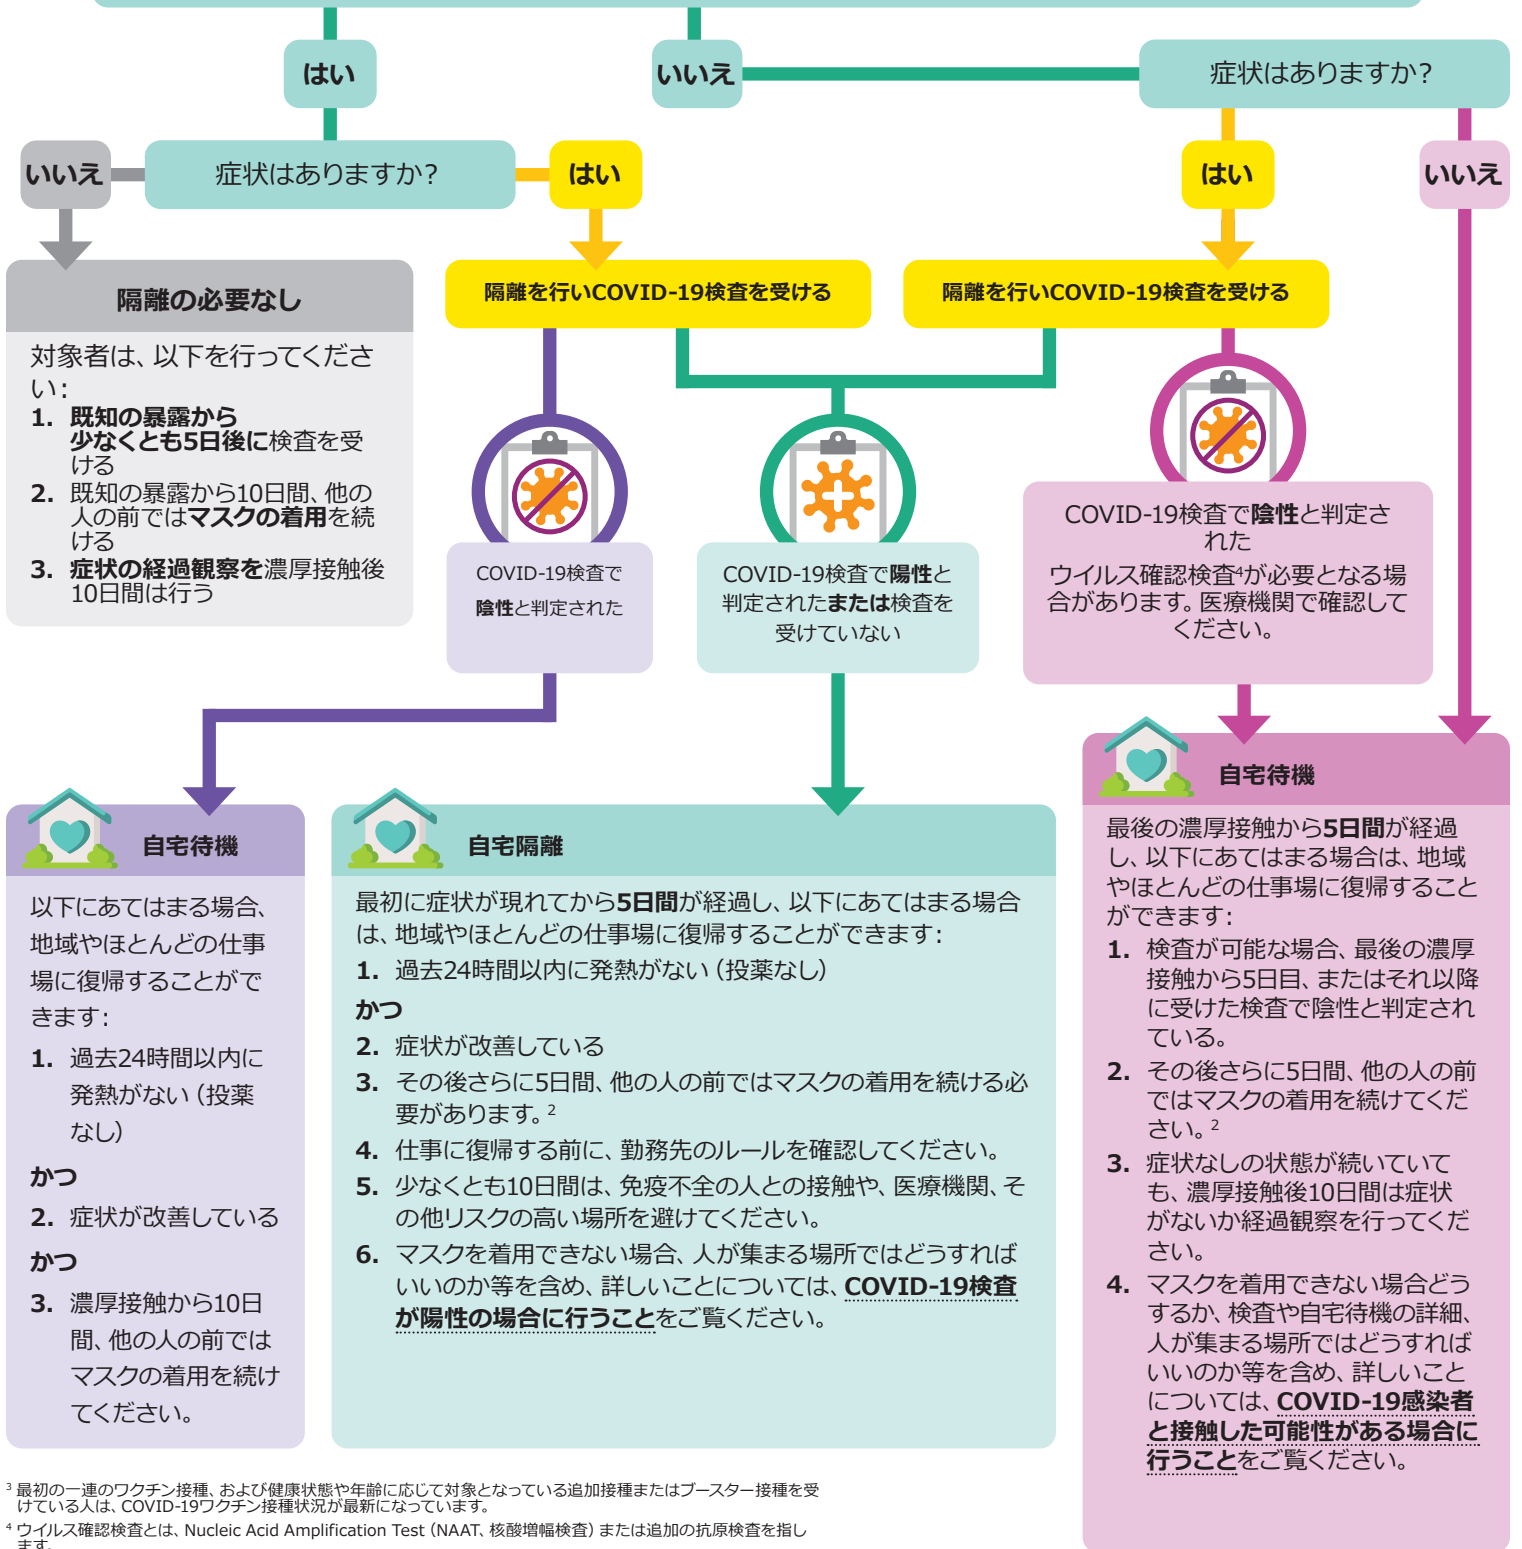 はい
いいえ
症状はありますか?
いいえ
症状はありますか?
はい
はい
いいえ
隔離の必要なし
対象者は、以下を行ってくださ
い:
1. 既知の暴露から
少なくとも5日後に検査を受
ける
2. 既知の暴露から10日間、他の
人の前ではマスクの着用を続
ける
3. 症状の経過観察を濃厚接触後
10日間は行う
隔離を行いCOVID-19検査を受ける
隔離を行いCOVID-19検査を受ける
COVID-19検査で
陰性と判定された
COVID-19検査で陽性と
判定されたまたは検査を
受けていない
COVID-19検査で陰性と判定さ
れた
ウイルス確認検査4が必要となる場
合があります。医療機関で確認して
ください。
自宅待機
以下にあてはまる場合、
地域やほとんどの仕事
場に復帰することがで
きます:
1. 過去24時間以内に
発熱がない(投薬
なし)
かつ
2. 症状が改善している
かつ
3. 濃厚接触から10日
間、他の人の前では
マスクの着用を続け
てください。
自宅隔離
最初に症状が現れてから5日間が経過し、以下にあてはまる場合
は、地域やほとんどの仕事場に復帰することができます:
1. 過去24時間以内に発熱がない(投薬なし)
かつ
2. 症状が改善している
3. その後さらに5日間、他の人の前ではマスクの着用を続ける必
要があります。2
4. 仕事に復帰する前に、勤務先のルールを確認してください。
5. 少なくとも10日間は、免疫不全の人との接触や、医療機関、そ
の他リスクの高い場所を避けてください。
6. マスクを着用できない場合、人が集まる場所ではどうすれば
いいのか等を含め、詳しいことについては、COVID-19検査
が陽性の場合に行うことをご覧ください。
自宅待機
最後の濃厚接触から5日間が経過
し、以下にあてはまる場合は、地域
やほとんどの仕事場に復帰すること
ができます:
1. 検査が可能な場合、最後の濃厚
接触から5日目、またはそれ以降
に受けた検査で陰性と判定され
ている。
2. その後さらに5日間、他の人の前
ではマスクの着用を続けてくだ
さい。2
3. 症状なしの状態が続いていて
も、濃厚接触後10日間は症状
がないか経過観察を行ってくだ
さい。
4. マスクを着用できない場合どう
するか、検査や自宅待機の詳細、
人が集まる場所ではどうすれば
いいのか等を含め、詳しいこと
については、COVID-19感染者
と接触した可能性がある場合に
行うことをご覧ください。
3 最初の一連のワクチン接種、および健康状態や年齢に応じて対象となっている追加接種またはブースター接種を受
けている人は、COVID-19ワクチン接種状況が最新になっています。
4 ウイルス確認検査とは、Nucleic Acid Amplification Test(NAAT、核酸増幅検査)または追加の抗原検査を指し
ます。